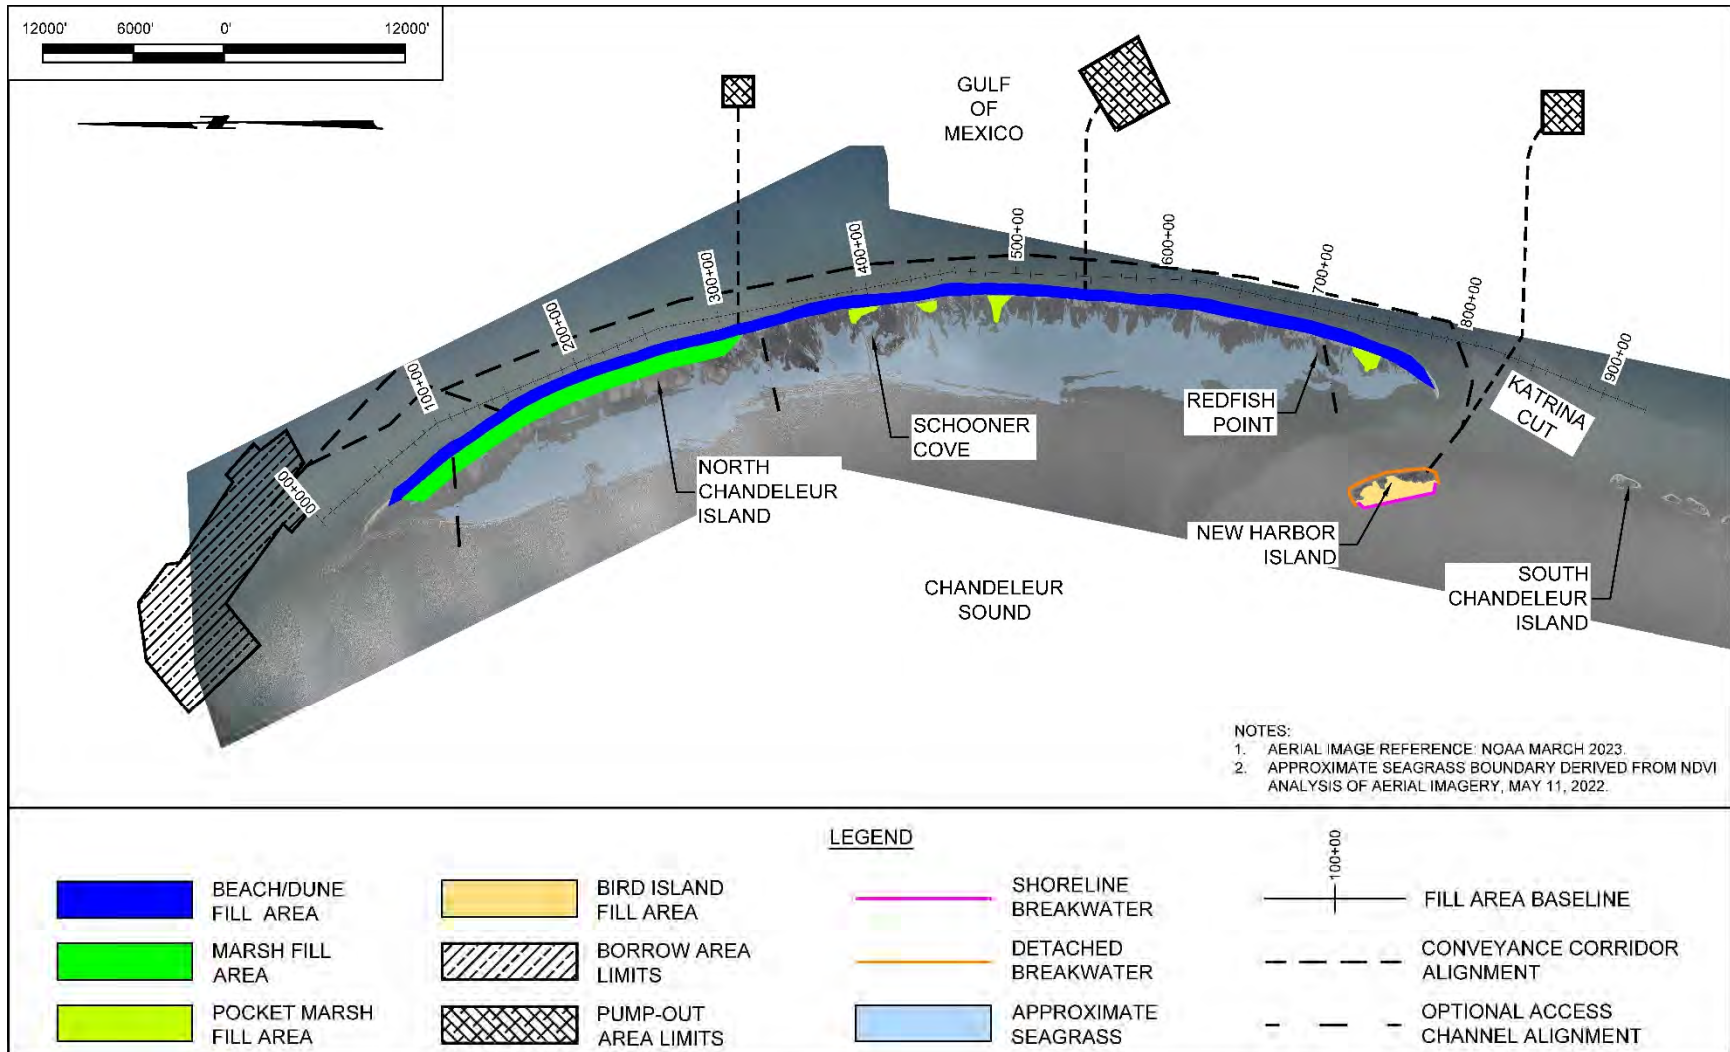 12000' 6000' 0' 12000'
GULF
OF
MEXICO
000+00
100+00
200+00
300+00
400+00
500+00
600+00
700+00
800+00
900+00
KATRINA
CUT
REDFISH
POINT
SCHOONER
COVE
NORTH
CHANDELEUR
ISLAND
NEW HARBOR
ISLAND
SOUTH
CHANDELEUR
ISLAND
CHANDELEUR
SOUND
NOTES:
1. AERIAL IMAGE REFERENCE: NOAA MARCH 2023.
2. APPROXIMATE SEAGRASS BOUNDARY DERIVED FROM NDVI
ANALYSIS OF AERIAL IMAGERY, MAY 11, 2022.
LEGEND
BEACH/DUNE
FILL AREA
MARSH FILL
AREA
POCKET MARSH
FILL AREA
BIRD ISLAND
FILL AREA
BORROW AREA
LIMITS
PUMP-OUT
AREA LIMITS
SHORELINE
BREAKWATER
DETACHED
BREAKWATER
APPROXIMATE
SEAGRASS
100+00
FILL AREA BASELINE
CONVEYANCE CORRIDOR
ALIGNMENT
OPTIONAL ACCESS
CHANNEL ALIGNMENT